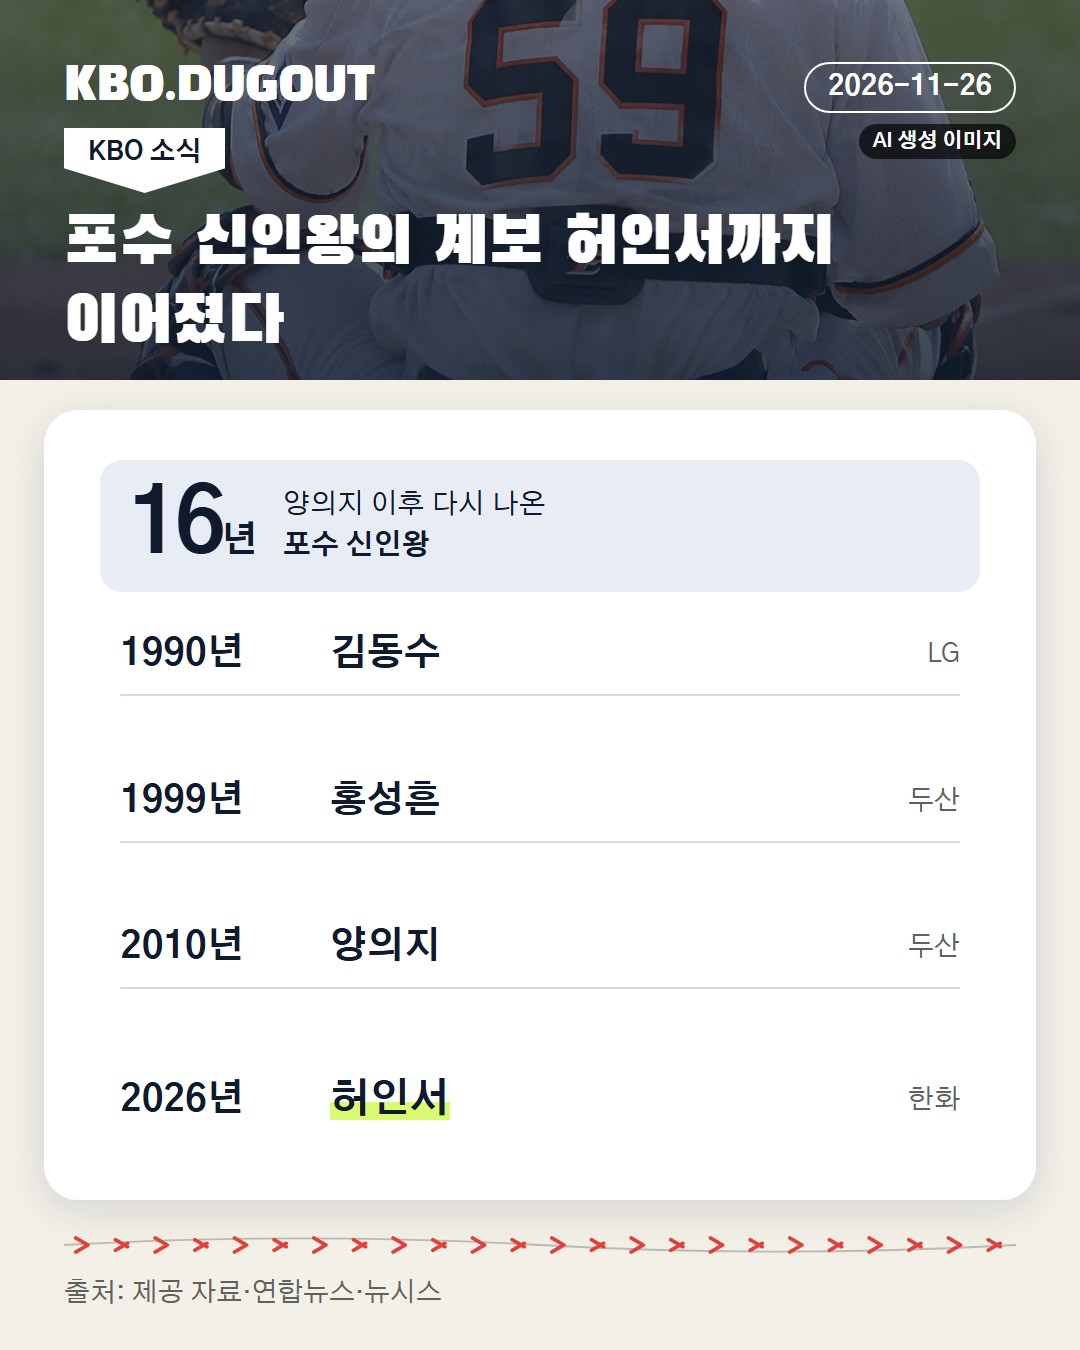 KBO.DUGOUT
2026-11-26
KBO 소식
AI 생성 이미지
59
포수 신인왕의 계보 허인서까지
이어졌다
16년
양의지 이후 다시 나온
포수 신인왕
1990년 김동수 LG
1999년 홍성흔 두산
2010년 양의지 두산
2026년 허인서 한화
출처: 제공 자료·연합뉴스·뉴시스